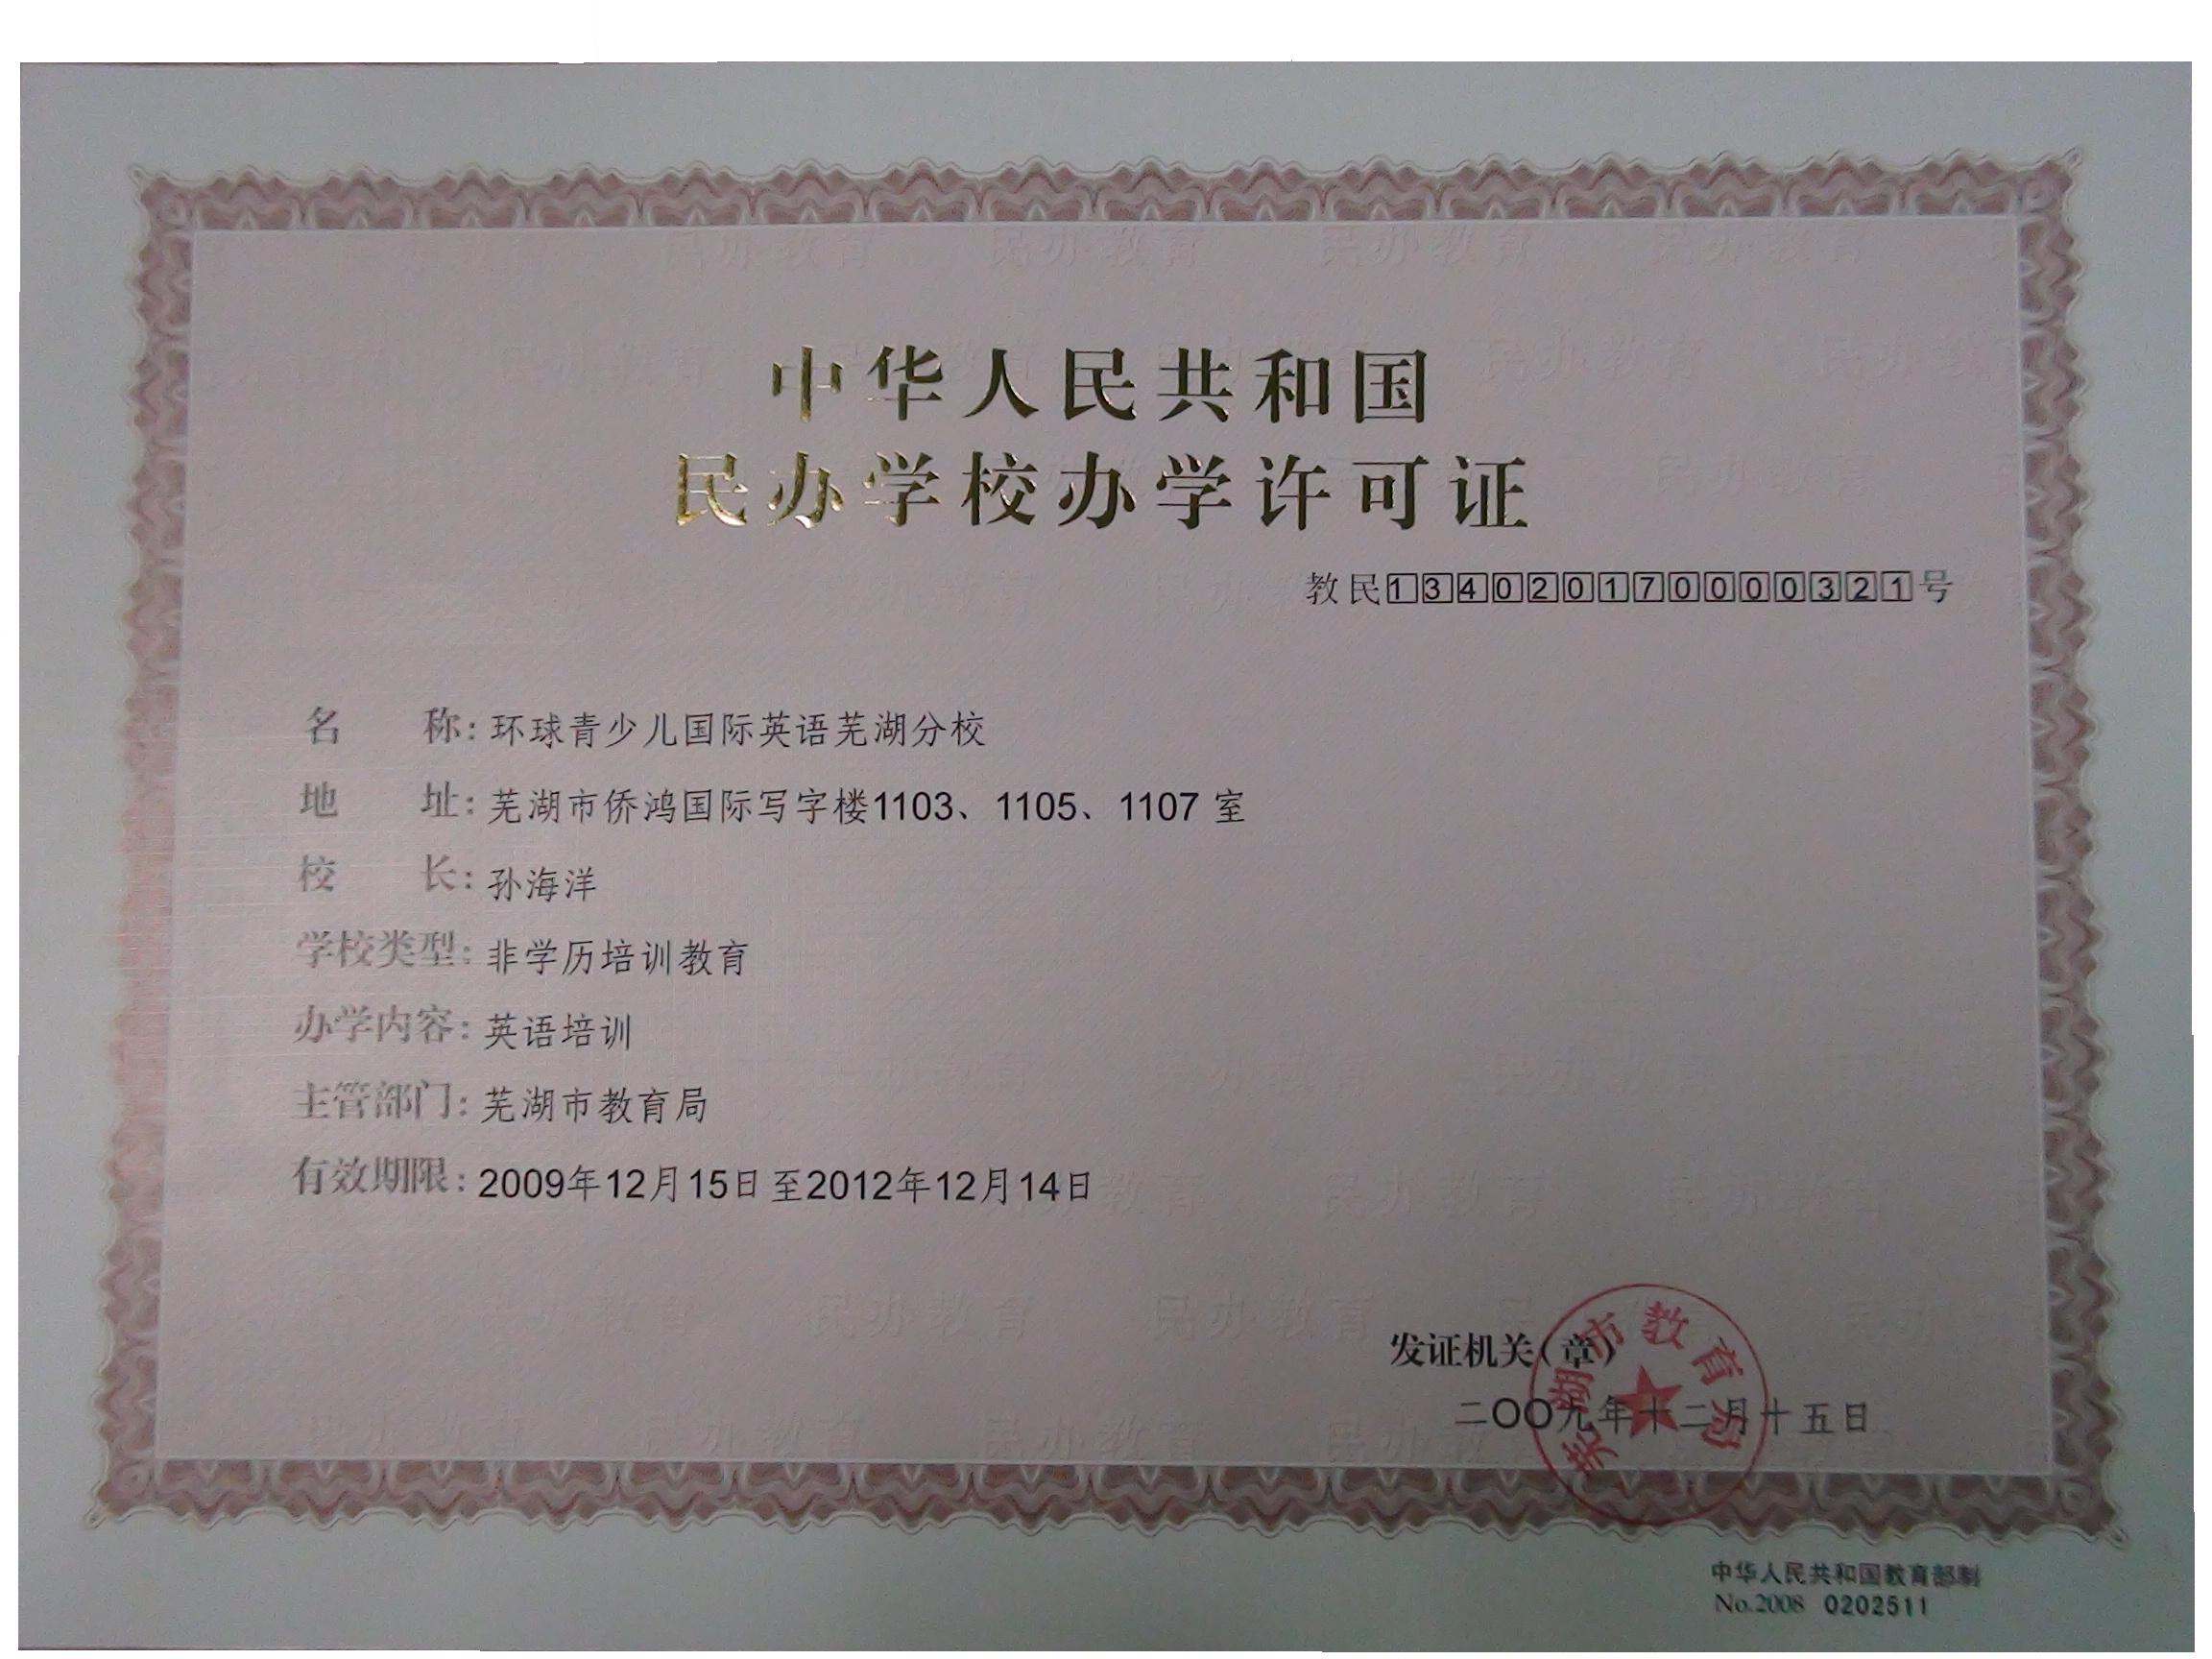 中华人民共和国
民办学校办学许可证
教民134020170000321号
名称：环球青少儿国际英语芜湖分校
地址：芜湖市侨鸿国际写字楼1103、1105、1107 室
校长：孙海洋
学校类型：非学历培训教育
办学内容：英语培训
主管部门：芜湖市教育局
有效期限：2009年12月15日至2012年12月14日
发证机关（章）
芜湖市教育局
二〇〇九年十二月十五日
中华人民共和国教育部制
No.2008 0202511